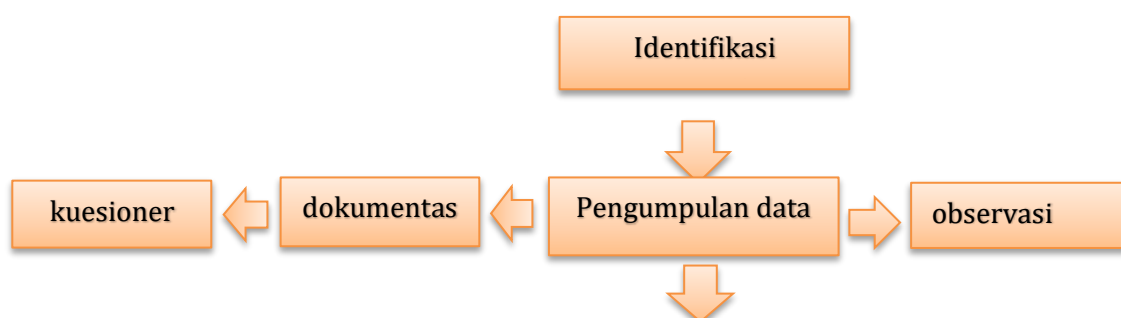 Identifikasi
kuesioner
dokumentas
Pengumpulan data
observasi